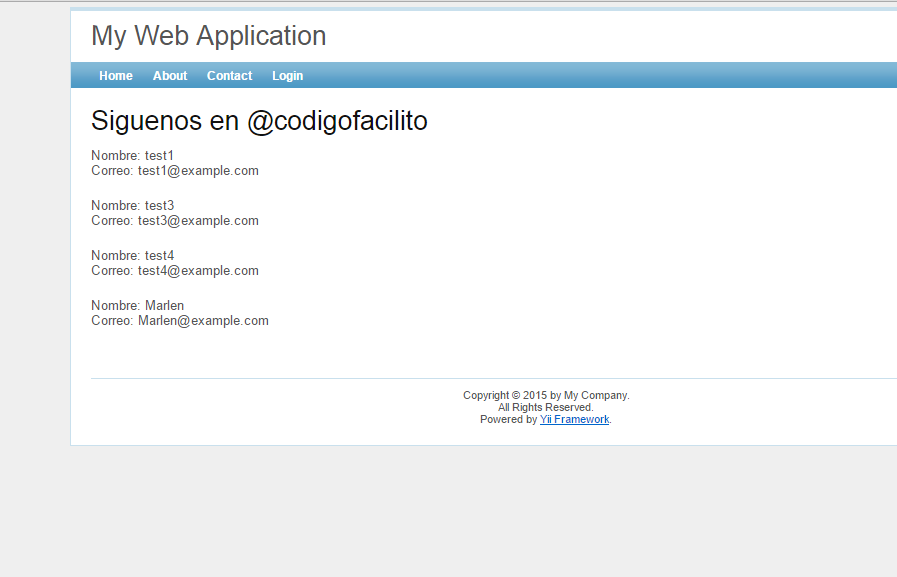 My Web Application
Home About Contact Login
Siguenos en @codigofacilito
Nombre: test1
Correo: test1@example.com
Nombre: test3
Correo: test3@example.com
Nombre: test4
Correo: test4@example.com
Nombre: Marlen
Correo: Marlen@example.com
Copyright © 2015 by My Company.
All Rights Reserved.
Powered by Yii Framework.